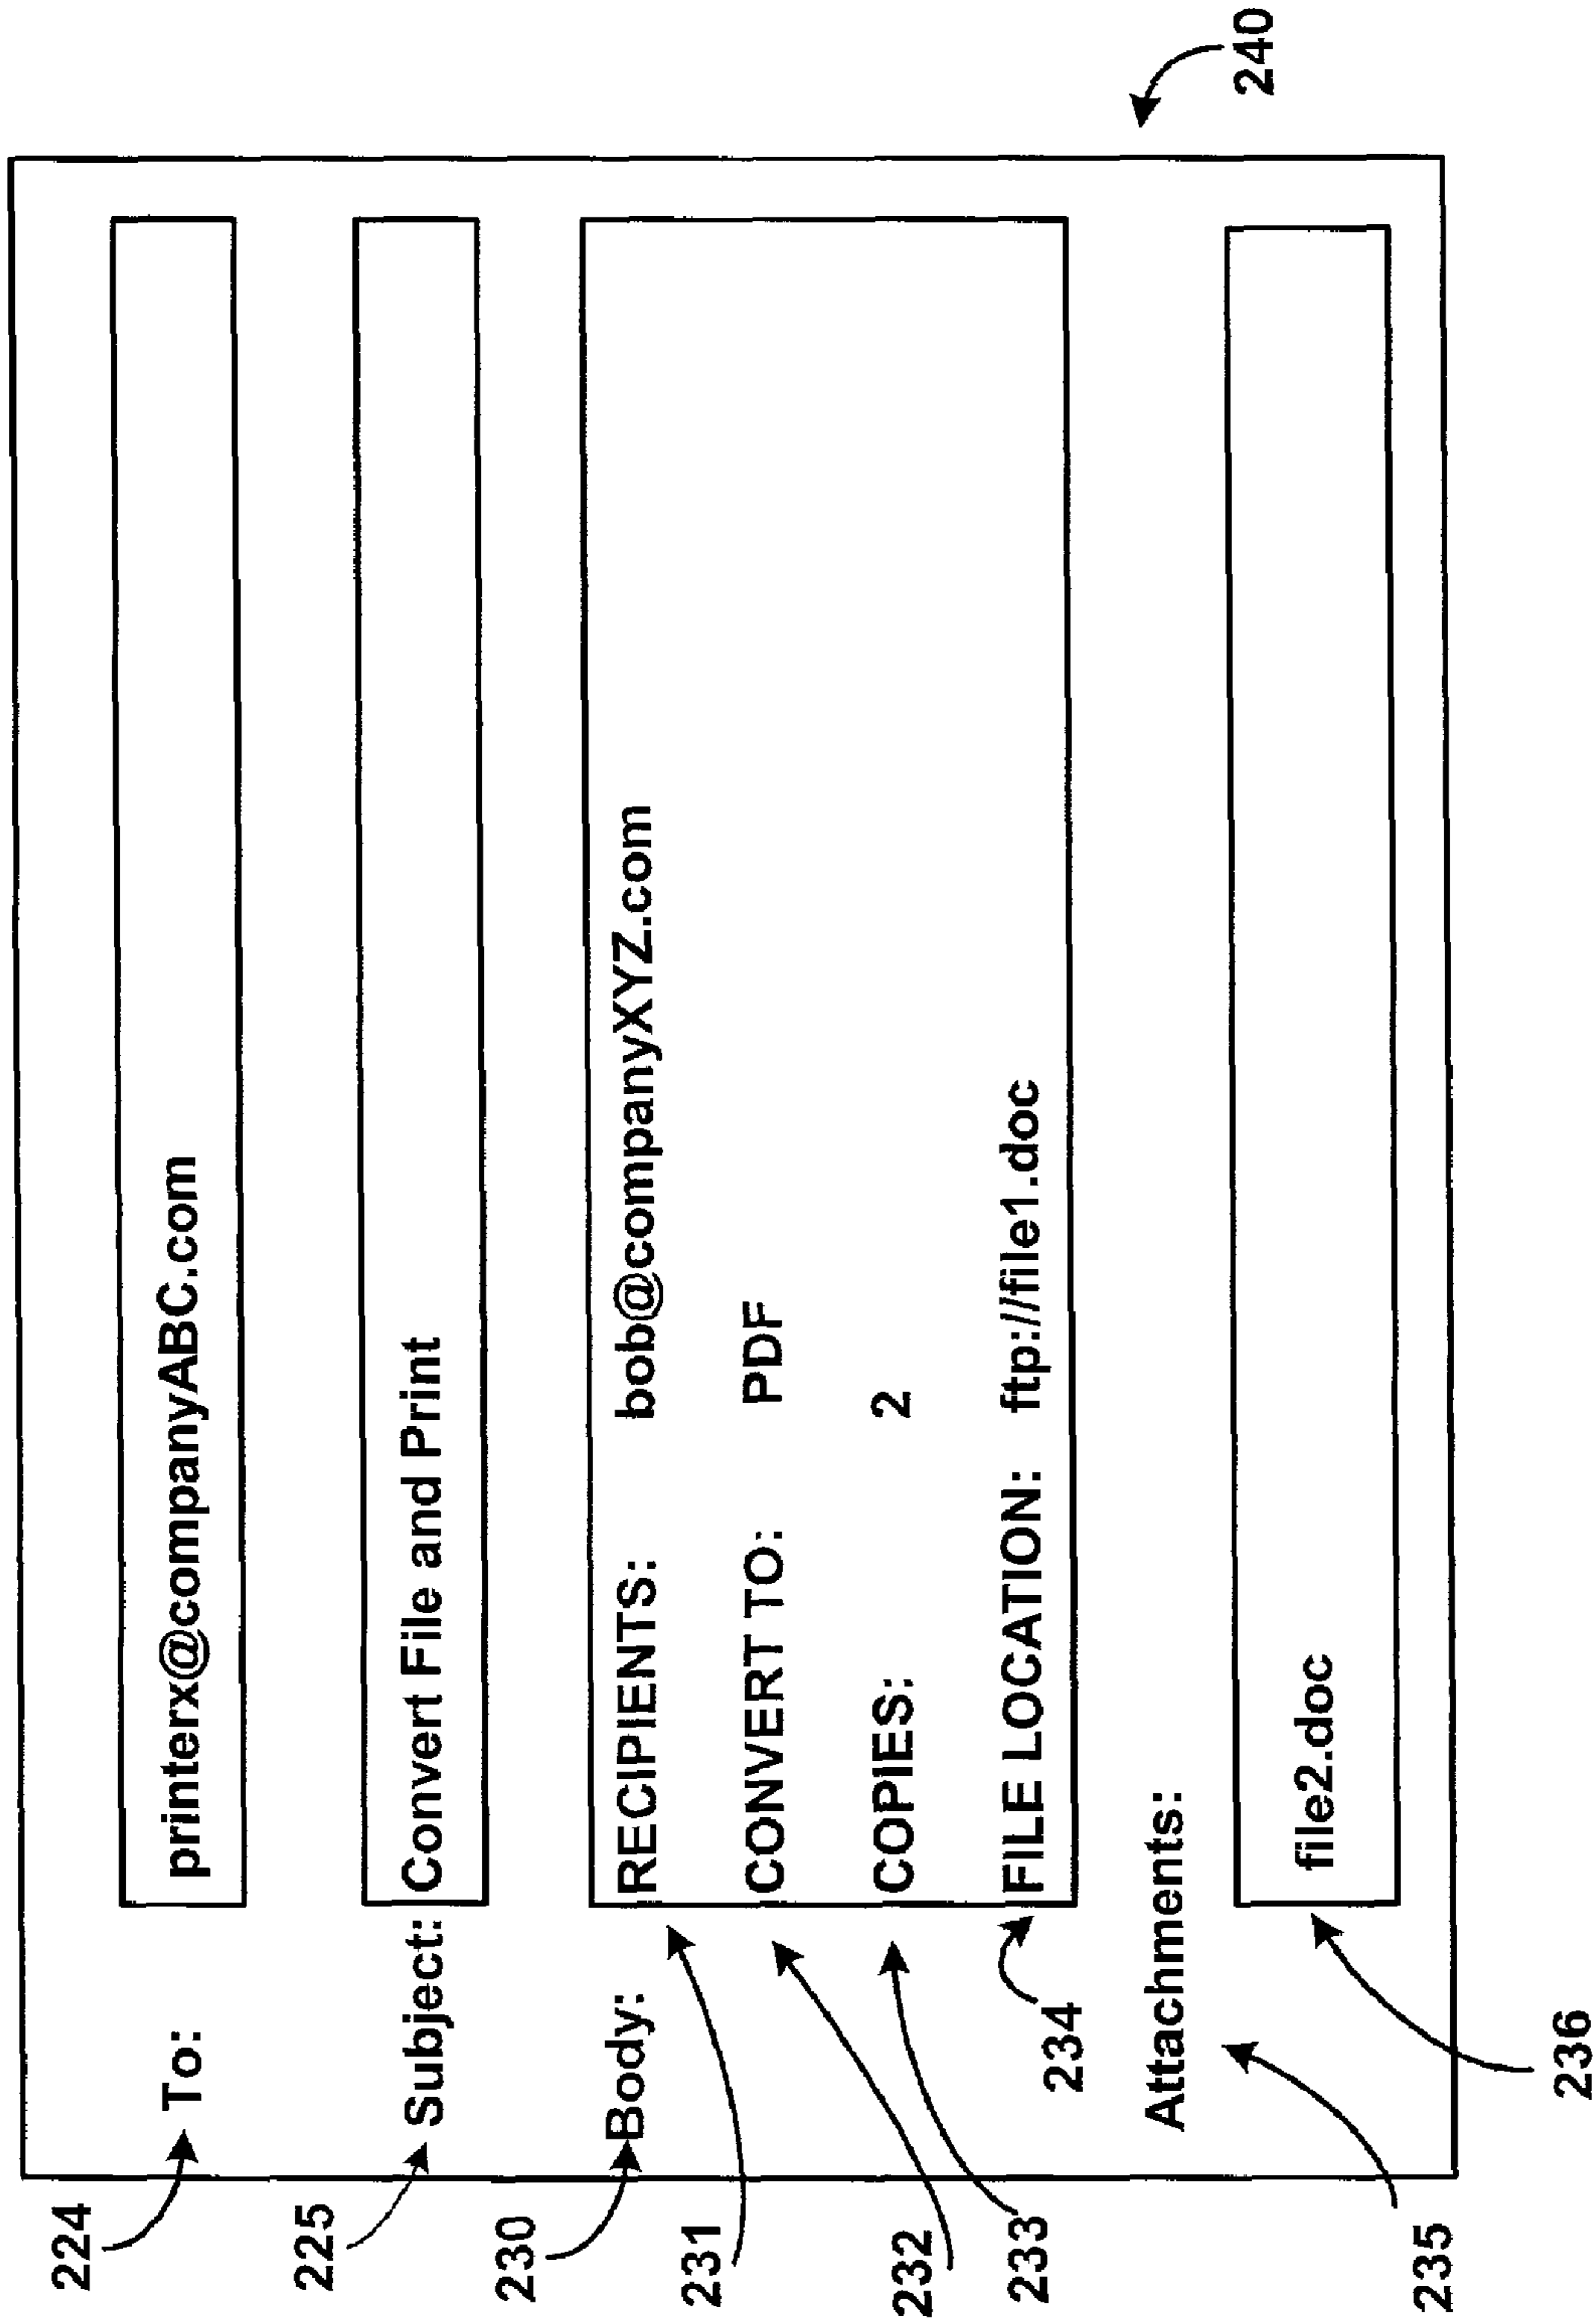 224 To: printerx@companyABC.com
225 Subject: Convert File and Print
230 Body:
231 RECIPIENTS: bob@companyXYZ.com
232 CONVERT TO: PDF
233 COPIES: 2
234 FILE LOCATION: ftp://file1.doc
235 Attachments:
236 file2.doc
240